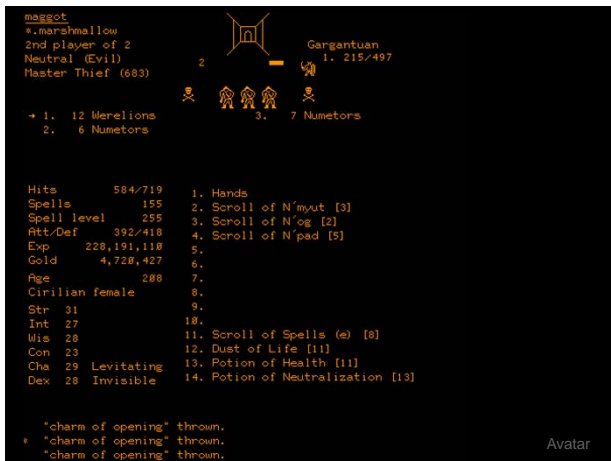 maggot
*.marshmallow
2nd player of 2
Neutral (Evil)
Master Thief (683)
2
Gargantuan
1. 215/497
→ 1. 12 Werelions
2. 6 Numetors
3. 7 Numetors
Hits 584/719
Spells 155
Spell level 255
Att/Def 392/418
Exp 228,191,110
Gold 4,720,427
Age 208
Cirilian female
Str 31
Int 27
Wis 28
Con 23
Cha 29 Levitating
Dex 28 Invisible
1. Hands
2. Scroll of N´myut [3]
3. Scroll of N´og [2]
4. Scroll of N´pad [5]
5.
6.
7.
8.
9.
10.
11. Scroll of Spells (e) [8]
12. Dust of Life [11]
13. Potion of Health [11]
14. Potion of Neutralization [13]
"charm of opening" thrown.
* "charm of opening" thrown.
"charm of opening" thrown.
Avatar